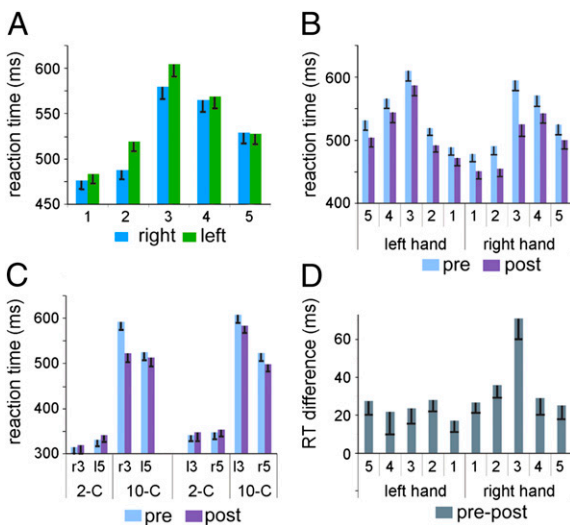 A
reaction time (ms)
600
550
500
450
1 2 3 4 5
right left
B
reaction time (ms)
600
500
400
5 4 3 2 1 1 2 3 4 5
left hand right hand
pre post
C
reaction time (ms)
600
500
400
300
r3 l5 r3 l5 l3 r5 l3 r5
2-C 10-C 2-C 10-C
pre post
D
RT difference (ms)
60
40
20
0
5 4 3 2 1 1 2 3 4 5
left hand right hand
pre-post